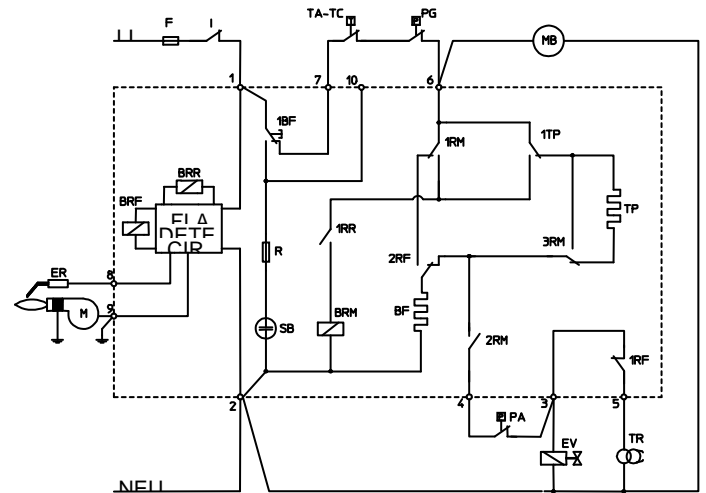 TA-TC
PG
F
I
MB
1
7
10
6
1BF
1RM
1TP
BRR
BRF
TP
1RR
R
2RF
3RM
ER
8
9
M
BF
BRM
SB
2RM
1RF
2
4
3
5
PA
EV
TR